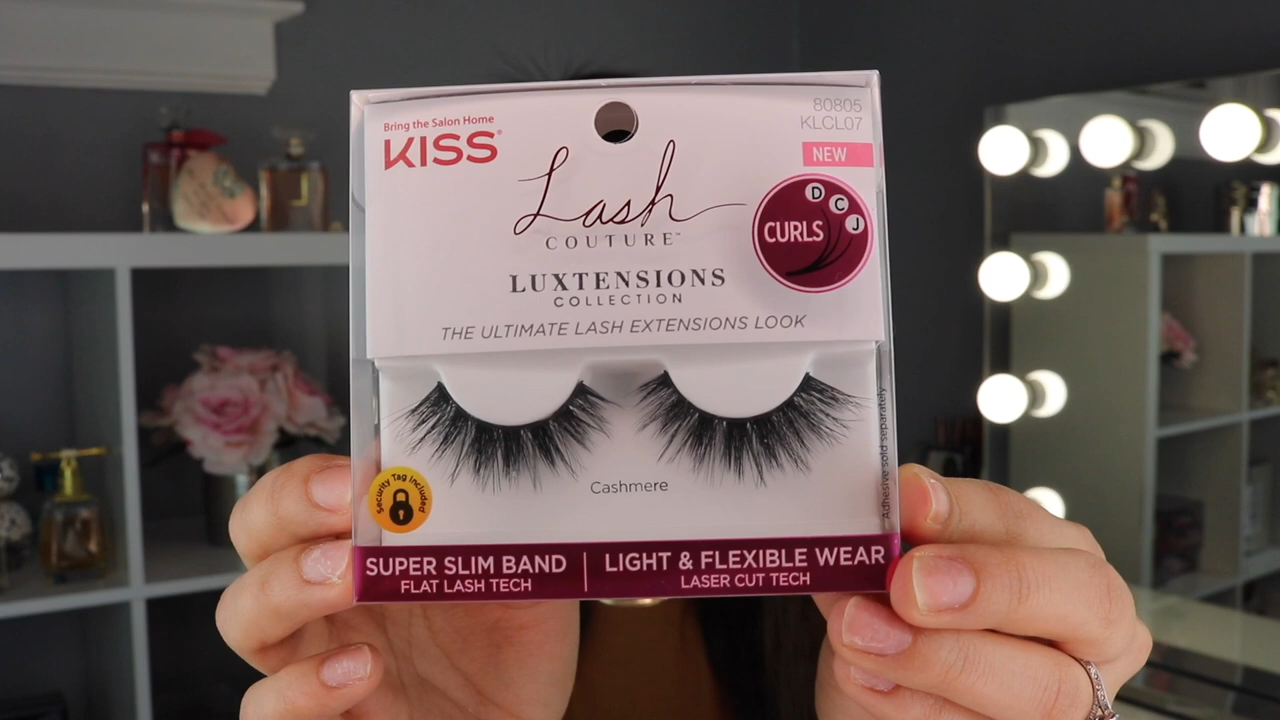 Bring the Salon Home
KISS®
80805
KLCL07
NEW
Lash
COUTURE™
CURLS
D
C
J
LUXTENSIONS
COLLECTION
THE ULTIMATE LASH EXTENSIONS LOOK
Security Tag Included
Cashmere
Adhesive sold separately
SUPER SLIM BAND
FLAT LASH TECH
LIGHT & FLEXIBLE WEAR
LASER CUT TECH